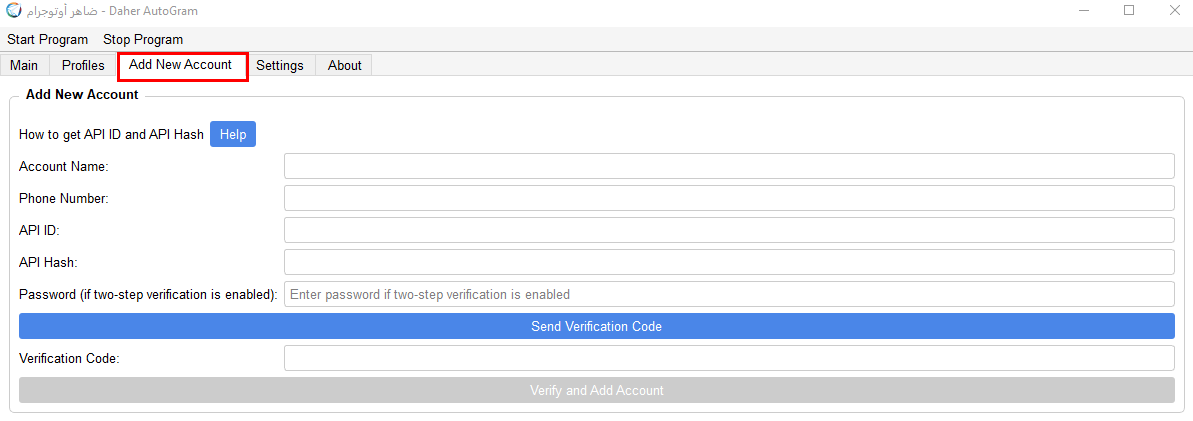 ضاهر أوتوجرام - Daher AutoGram
Start Program Stop Program
Main Profiles Add New Account Settings About
Add New Account
How to get API ID and API Hash Help
Account Name:
Phone Number:
API ID:
API Hash:
Password (if two-step verification is enabled): Enter password if two-step verification is enabled
Send Verification Code
Verification Code:
Verify and Add Account